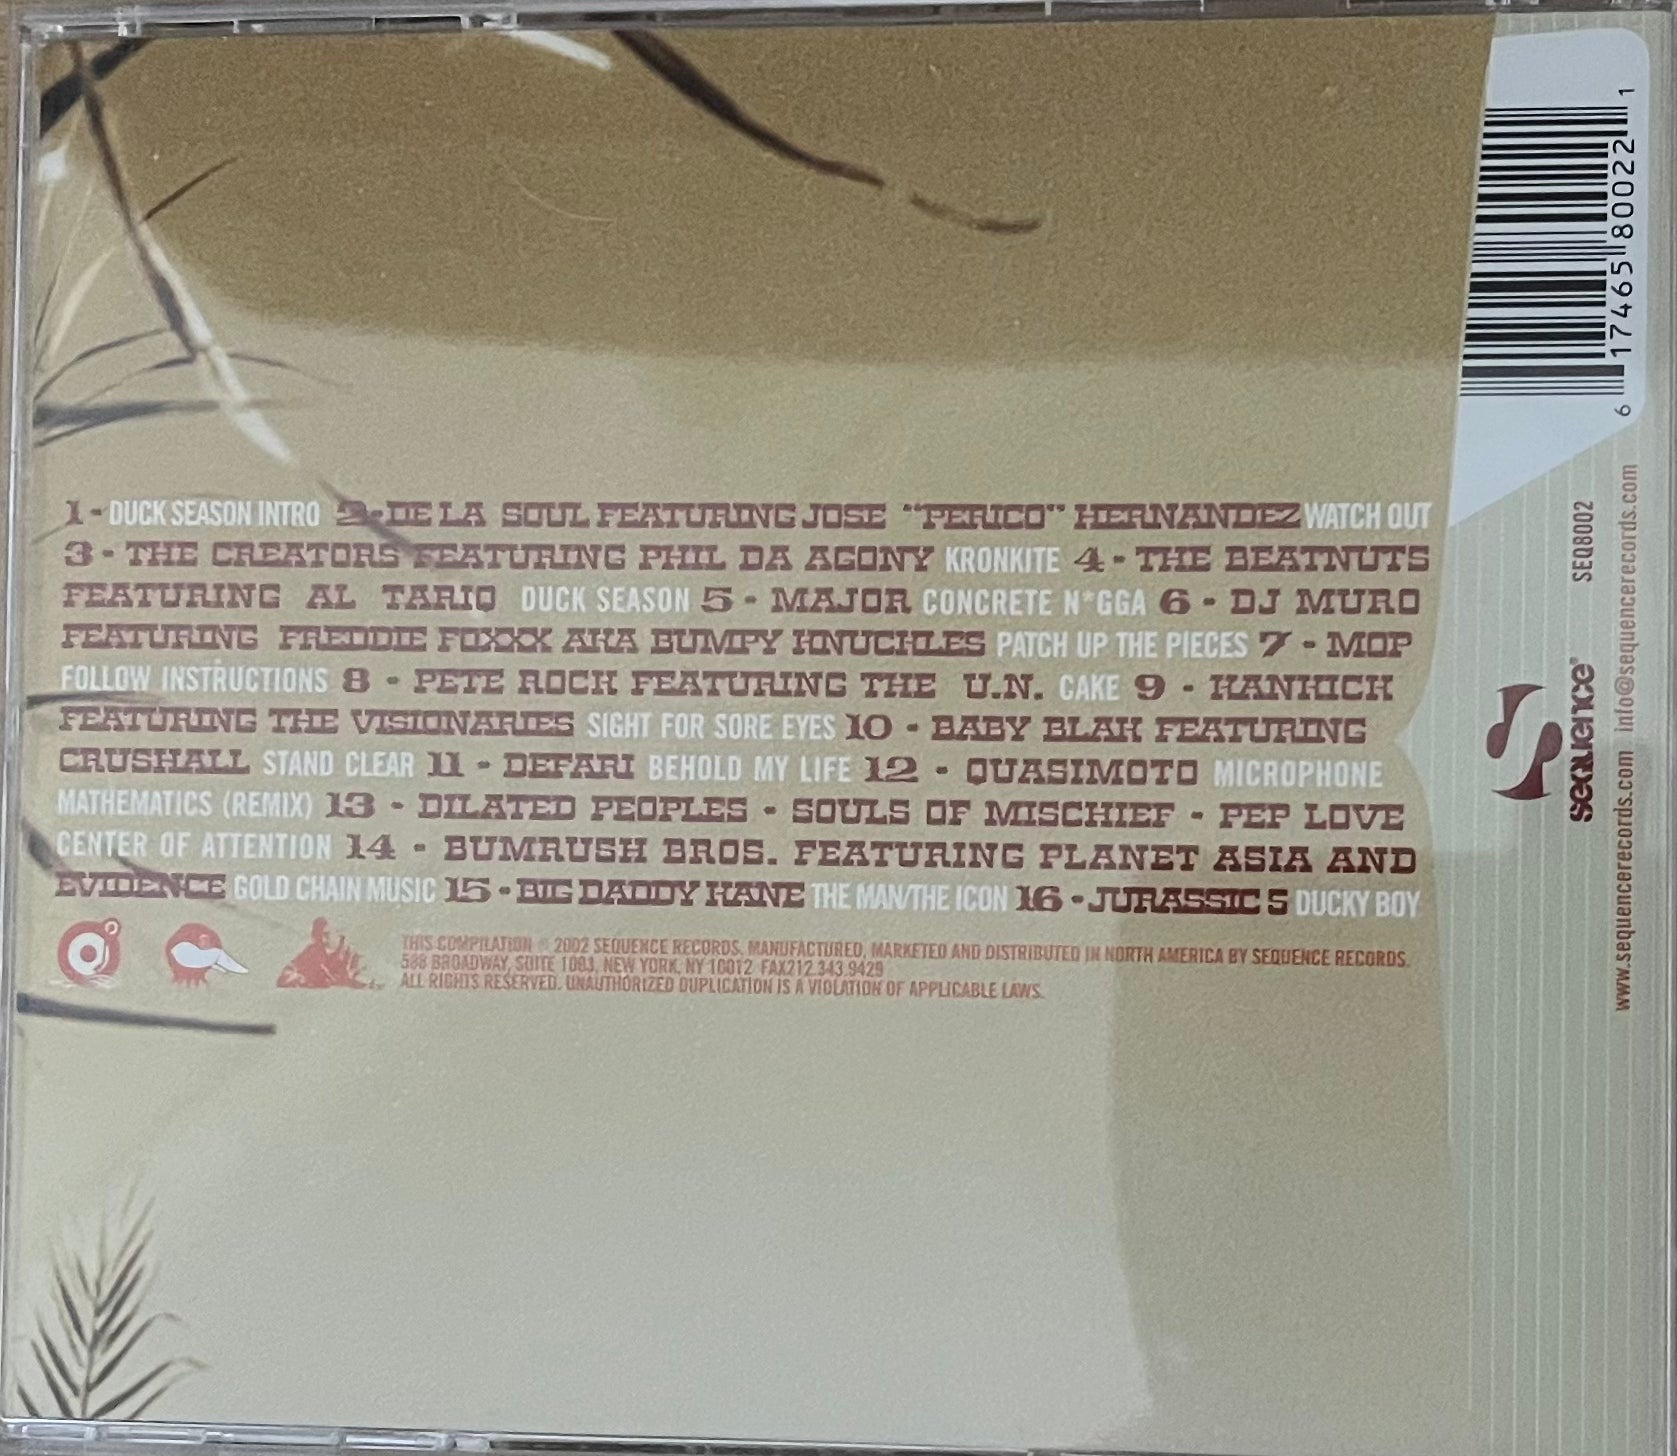 1 - DUCK SEASON INTRO 2 - DE LA SOUL FEATURING JOSE "PERICO" HERNANDEZ WATCH OUT
3 - THE CREATORS FEATURING PHIL DA AGONY KRONKITE 4 - THE BEATNUTS
FEATURING AL TARIQ DUCK SEASON 5 - MAJOR CONCRETE N*GGA 6 - DJ MURO
FEATURING FREDDIE FOXXX AKA BUMPY KNUCKLES PATCH UP THE PIECES 7 - MOP
FOLLOW INSTRUCTIONS 8 - PETE ROCK FEATURING THE U.N. CAKE 9 - KANKICK
FEATURING THE VISIONARIES SIGHT FOR SORE EYES 10 - BABY BLAK FEATURING
CRUSHALL STAND CLEAR 11 - DEFARI BEHOLD MY LIFE 12 - QUASIMOTO MICROPHONE
MATHEMATICS (REMIX) 13 - DILATED PEOPLES - SOULS OF MISCHIEF - PEP LOVE
CENTER OF ATTENTION 14 - BUMRUSH BROS. FEATURING PLANET ASIA AND
EVIDENCE GOLD CHAIN MUSIC 15 - BIG DADDY KANE THE MAN/THE ICON 16 - JURASSIC 5 DUCKY BOY
THIS COMPILATION © 2002 SEQUENCE RECORDS. MANUFACTURED, MARKETED AND DISTRIBUTED IN NORTH AMERICA BY SEQUENCE RECORDS.
588 BROADWAY, SUITE 1003, NEW YORK, NY 10012 FAX212.343.9429
ALL RIGHTS RESERVED. UNAUTHORIZED DUPLICATION IS A VIOLATION OF APPLICABLE LAWS.
6 17465 80022 1
SEQ8002
sequence®
www.sequencerecords.com info@sequencerecords.com